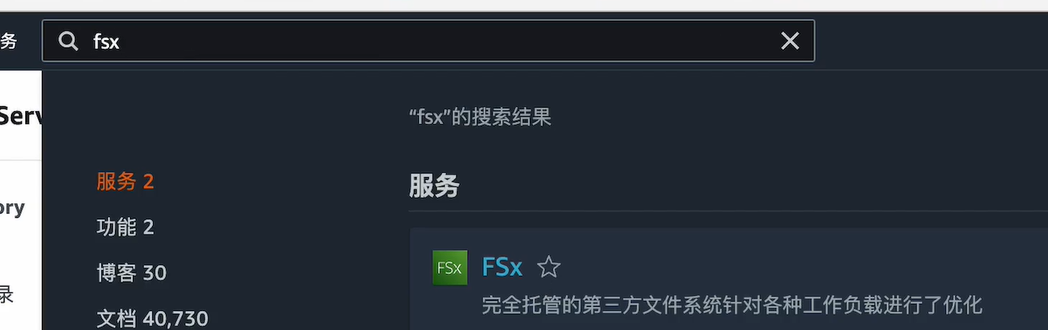 务
fsx
Serv
"fsx"的搜索结果
服务 2
服务
ory
功能 2
FSx
FSx
博客 30
录
完全托管的第三方文件系统针对各种工作负载进行了优化
文档 40,730